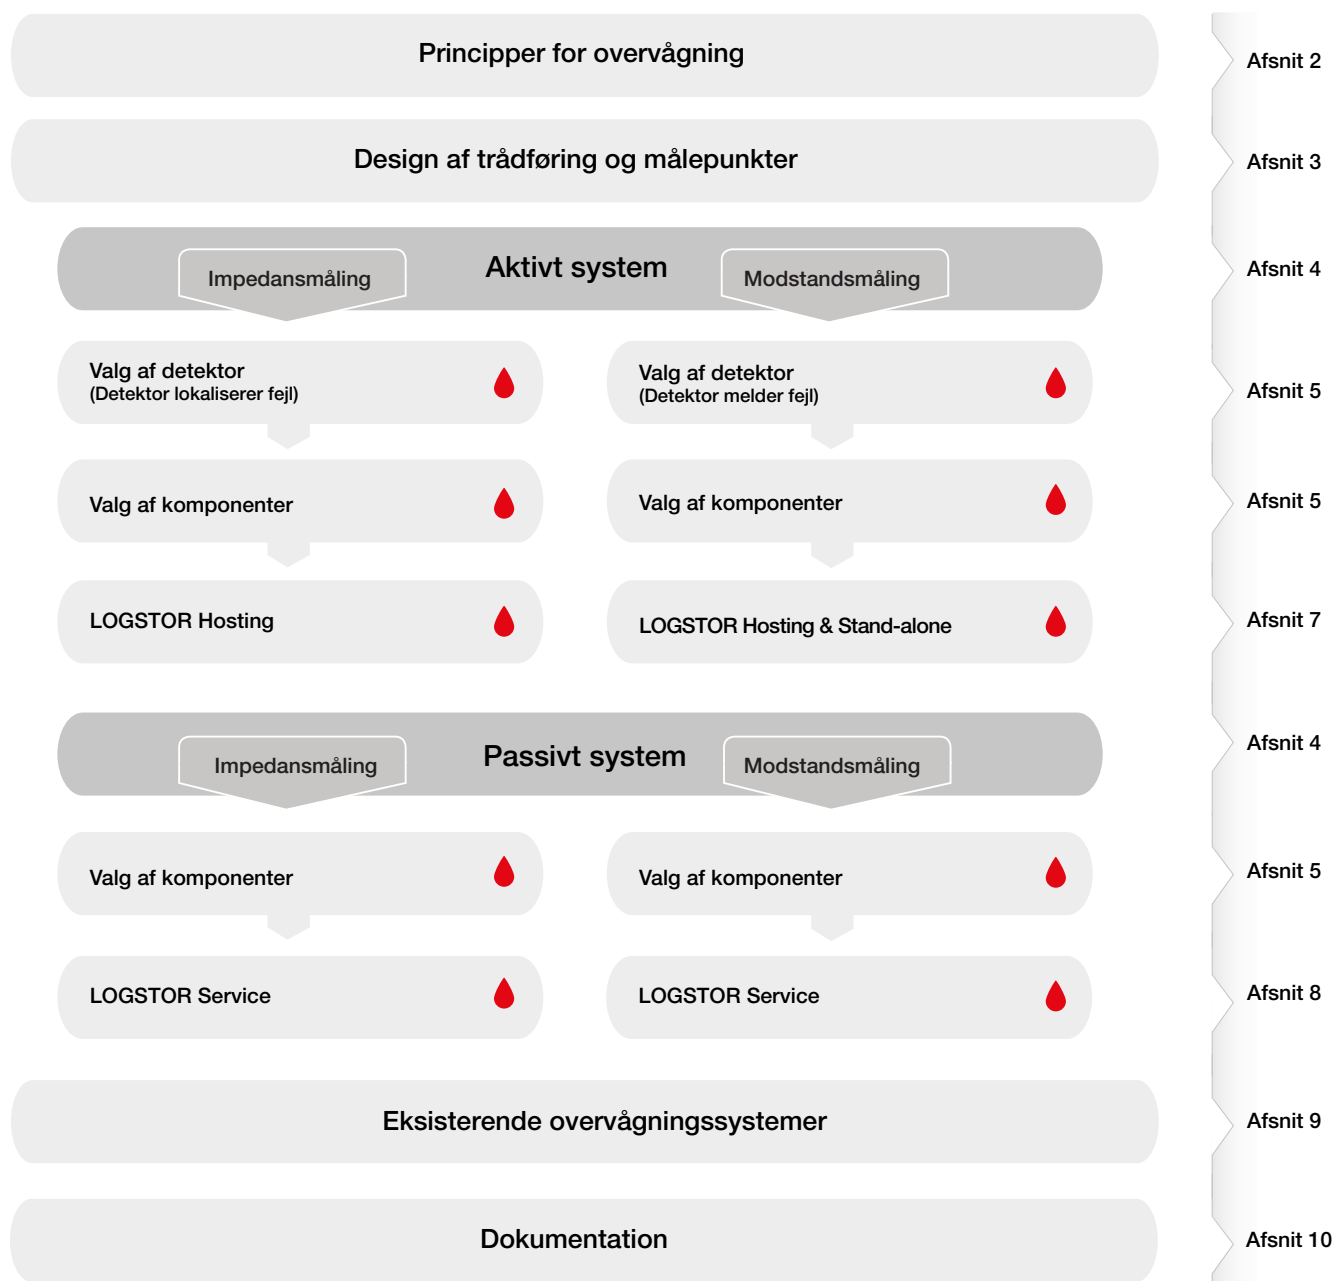 Principper for overvågning
Afsnit 2
Design af trådføring og målepunkter
Afsnit 3
Impedansmåling
Aktivt system
Modstandsmåling
Afsnit 4
Valg af detektor
(Detektor lokaliserer fejl)
Valg af detektor
(Detektor melder fejl)
Afsnit 5
Valg af komponenter
Valg af komponenter
Afsnit 5
LOGSTOR Hosting
LOGSTOR Hosting & Stand-alone
Afsnit 7
Impedansmåling
Passivt system
Modstandsmåling
Afsnit 4
Valg af komponenter
Valg af komponenter
Afsnit 5
LOGSTOR Service
LOGSTOR Service
Afsnit 8
Eksisterende overvågningssystemer
Afsnit 9
Dokumentation
Afsnit 10